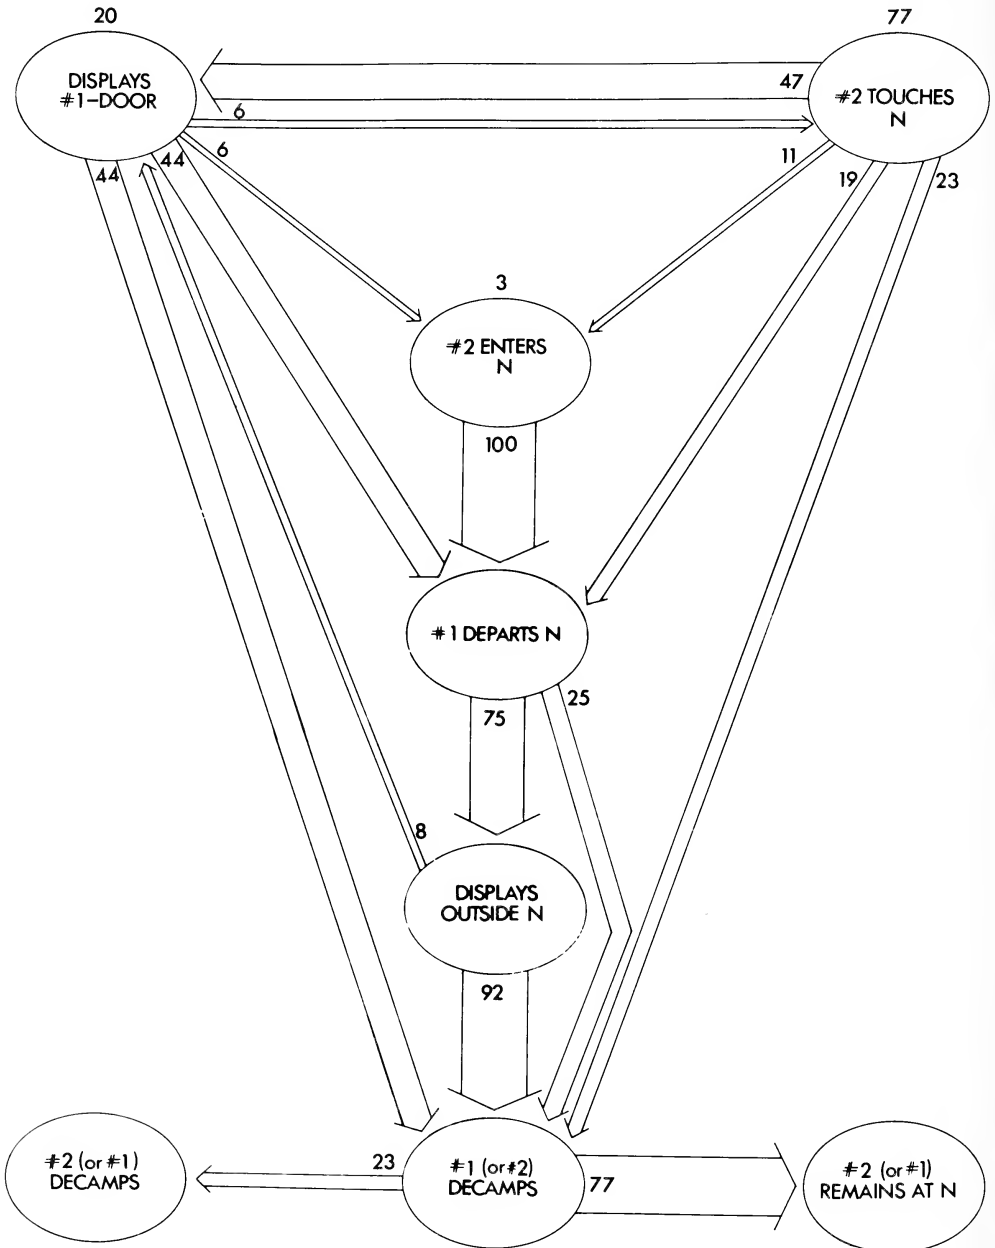 20
77
DISPLAYS
#1-DOOR
#2 TOUCHES
N
47
6
6
44
44
11
19
23
3
#2 ENTERS
N
100
#1 DEPARTS N
75
25
8
DISPLAYS
OUTSIDE N
92
#2 (or #1)
DECAMPS
23
#1 (or #2)
DECAMPS
77
#2 (or #1)
REMAINS AT N